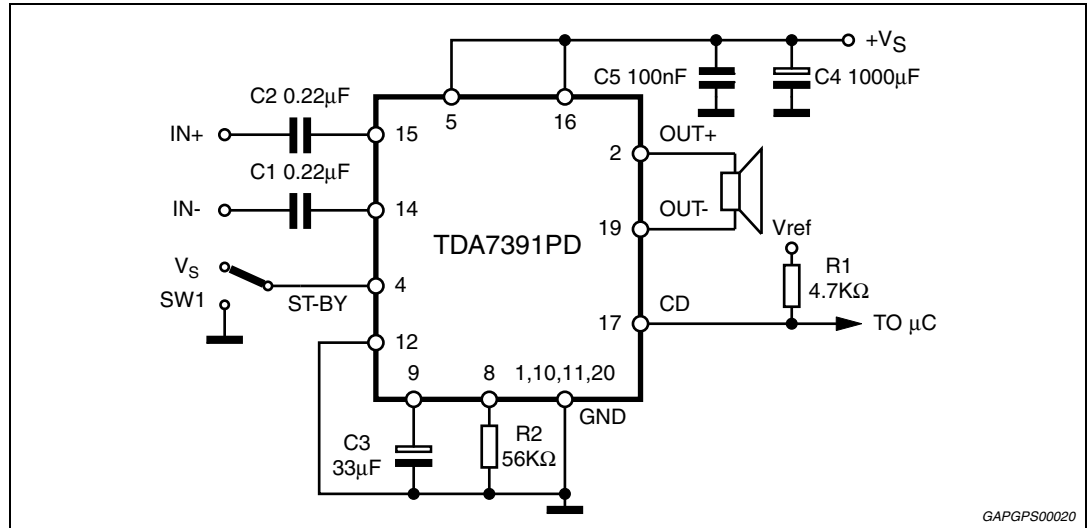 +VS
C5 100nF
C4 1000µF
C2 0.22µF
5
16
IN+
15
OUT+
2
C1 0.22µF
IN-
14
OUT-
19
TDA7391PD
Vref
VS
R1
4.7KΩ
SW1
ST-BY
4
CD
17
TO µC
12
9
8
1,10,11,20
GND
C3
33µF
R2
56KΩ
GAPGPS00020